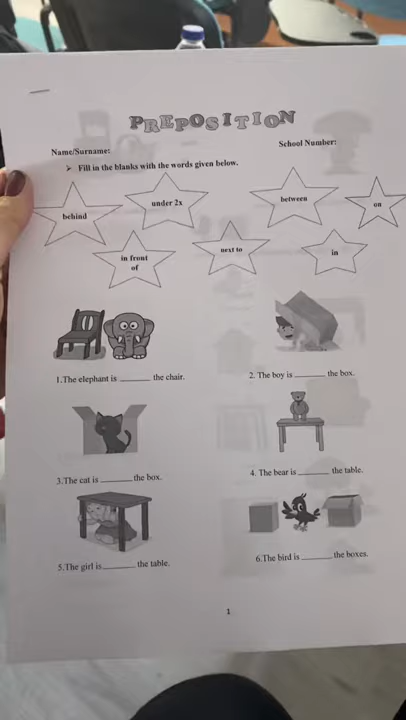 PREPOSITION
Name/Surname:
School Number:
➢ Fill in the blanks with the words given below.
behind
under 2x
between
on
in front
of
next to
in
1.The elephant is ______ the chair.
2. The boy is ______ the box.
3.The cat is ______ the box.
4. The bear is ______ the table.
5.The girl is ______ the table.
6.The bird is ______ the boxes.
1